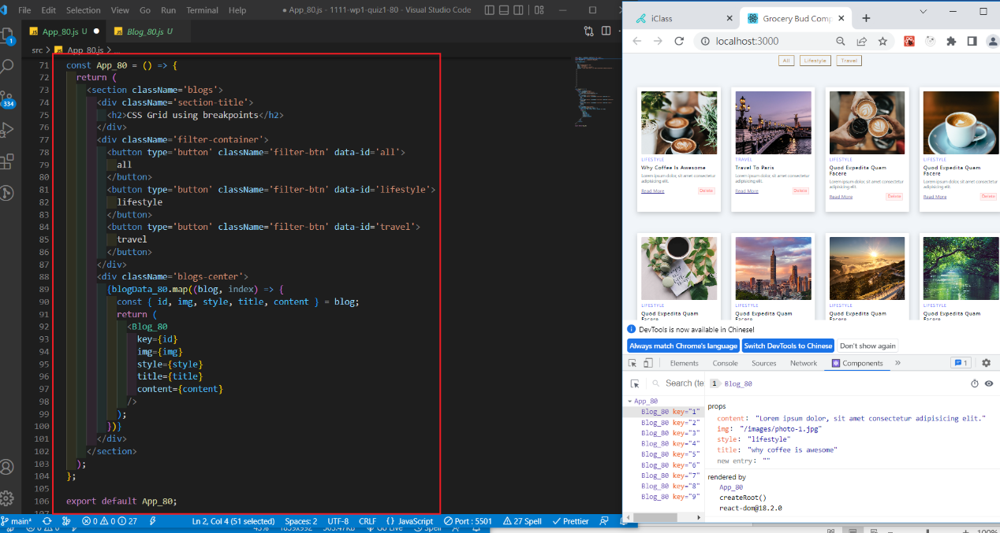 File Edit Selection View Go Run Terminal Help
● App_80.js - 1111-wp1-quiz1-80 - Visual Studio Code
JS App_80.js U ●
JS Blog_80.js U
src > JS App_80.js > ...
71 const App_80 = () => {
72 return (
73 <section className='blogs'>
74 <div className='section-title'>
75 <h2>CSS Grid using breakpoints</h2>
76 </div>
77 <div className='filter-container'>
78 <button type='button' className='filter-btn' data-id='all'>
79 all
80 </button>
81 <button type='button' className='filter-btn' data-id='lifestyle'>
82 lifestyle
83 </button>
84 <button type='button' className='filter-btn' data-id='travel'>
85 travel
86 </button>
87 </div>
88 <div className='blogs-center'>
89 {blogData_80.map((blog, index) => {
90 const { id, img, style, title, content } = blog;
91 return (
92 <Blog_80
93 key={id}
94 img={img}
95 style={style}
96 title={title}
97 content={content}
98 />
99 );
100 })}
101 </div>
102 </section>
103 );
104 };
105
106 export default App_80;
107
1
334
main* 0 0 27 Ln 2, Col 4 (51 selected) Spaces: 2 UTF-8 CRLF {} JavaScript Port : 5501 27 Spell Prettier
iClass
Grocery Bud Comp
localhost:3000
All Lifestyle Travel
LIFESTYLE
Why Coffee Is Awesome
Lorem ipsum dolor, sit amet consectetur
adipisicing elit.
Read More Delete
TRAVEL
Travel To Paris
Lorem ipsum dolor, sit amet consectetur
adipisicing elit.
Read More Delete
LIFESTYLE
Quod Expedita Quam
Facere
Lorem ipsum dolor, sit amet consectetur
adipisicing elit.
Read More Delete
LIFESTYLE
Quod Expedita Quam
Facere
Lorem ipsum dolor, sit amet consectetur
adipisicing elit.
Read More Delete
LIFESTYLE
Quod Expedita Quam
Facere
LIFESTYLE
Quod Expedita Quam
Facere
LIFESTYLE
Quod Expedita Quam
Facere
LIFESTYLE
Quod Expedita Quam
Facere
DevTools is now available in Chinese!
Always match Chrome's language Switch DevTools to Chinese Don't show again
Elements Console Sources Network Components » 1
Search (te 1 Blog_80
App_80
Blog_80 key="1"
Blog_80 key="2"
Blog_80 key="3"
Blog_80 key="4"
Blog_80 key="5"
Blog_80 key="6"
Blog_80 key="7"
Blog_80 key="8"
Blog_80 key="9"
props
content: "Lorem ipsum dolor, sit amet consectetur adipisicing elit."
img: "/images/photo-1.jpg"
style: "lifestyle"
title: "why coffee is awesome"
new entry: ""
rendered by
App_80
createRoot()
react-dom@18.2.0